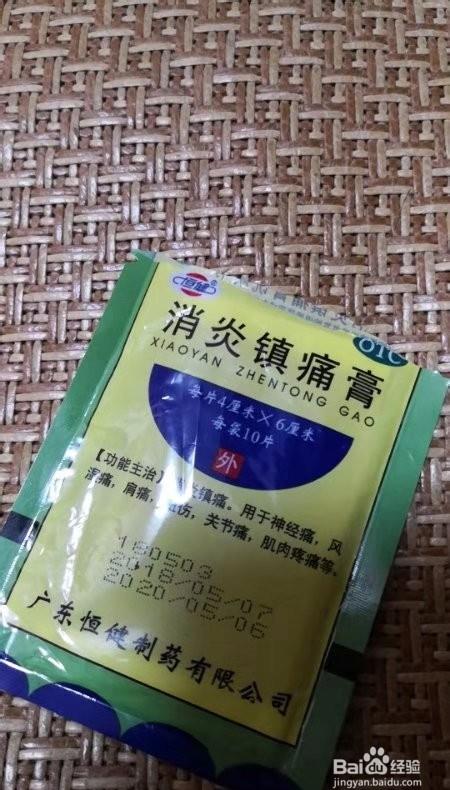 恒健
OTC
消炎镇痛膏
XIAOYAN ZHENTONG GAO
每片4厘米×6厘米
每袋10片
外
【功能主治】消炎镇痛。用于神经痛，风
湿痛，肩痛，扭伤，关节痛，肌肉疼痛等。
180503
2018/05/07
2020/05/06
广东恒健制药有限公司
Baidu经验
jingyan.baidu.com